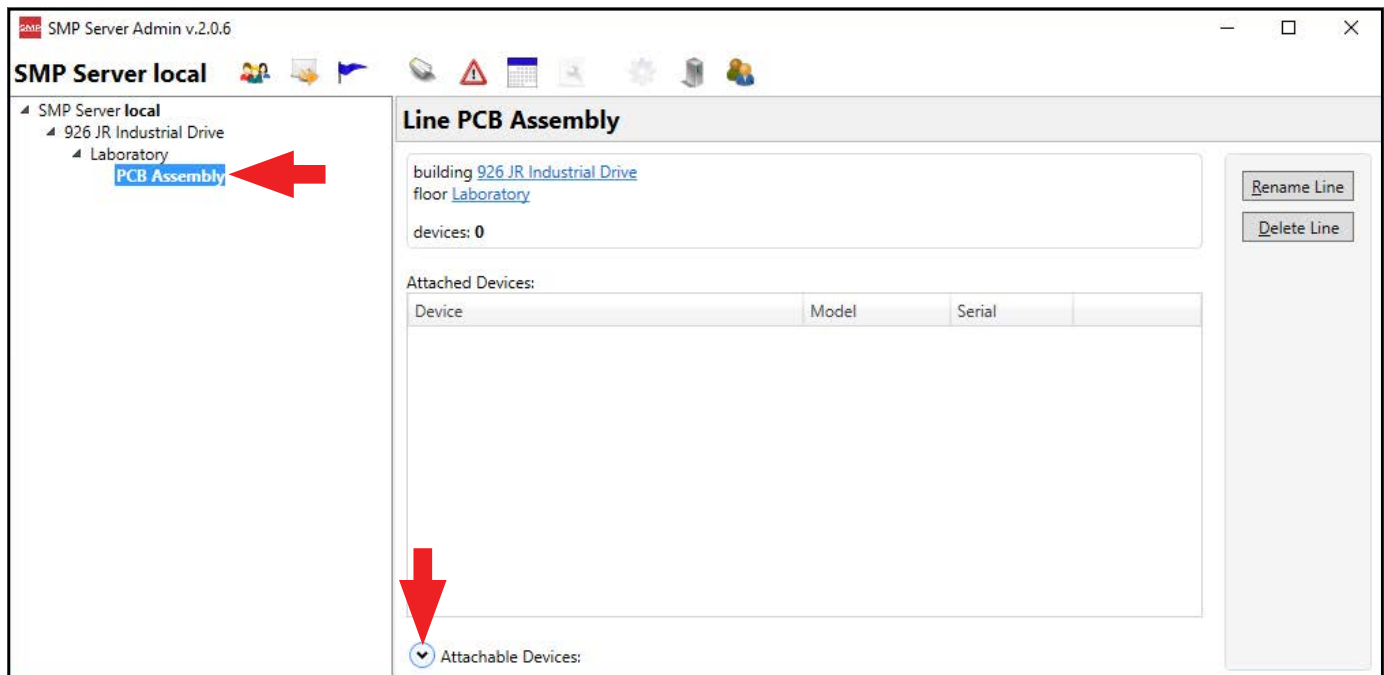 SMP SMP Server Admin v.2.0.6
SMP Server local
SMP Server local
926 JR Industrial Drive
Laboratory
PCB Assembly
Line PCB Assembly
building 926 JR Industrial Drive
floor Laboratory
devices: 0
Rename Line
Delete Line
Attached Devices:
Device Model Serial
Attachable Devices: